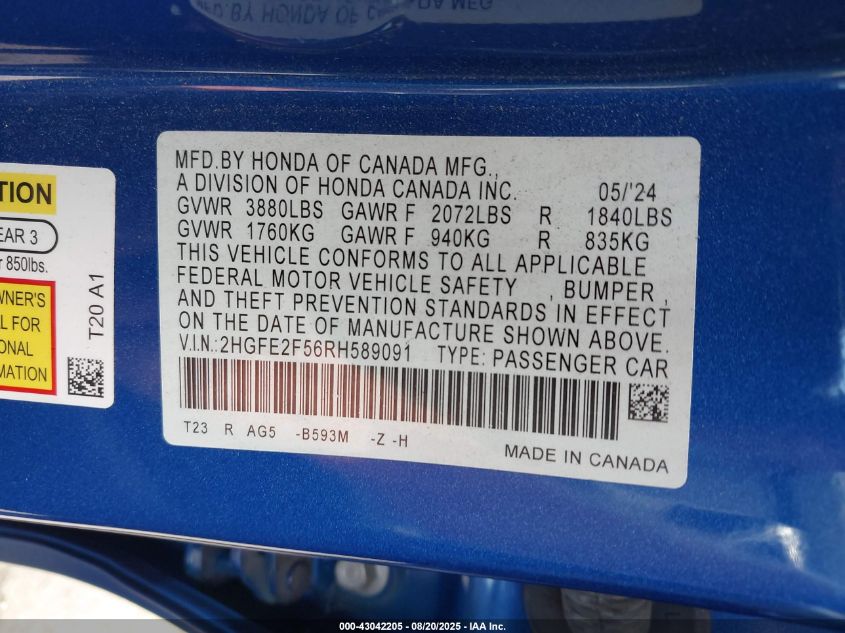 MFD.BY HONDA OF CANADA MFG.,
A DIVISION OF HONDA CANADA INC. 05/'24
GVWR 3880LBS GAWR F 2072LBS R 1840LBS
GVWR 1760KG GAWR F 940KG R 835KG
THIS VEHICLE CONFORMS TO ALL APPLICABLE
FEDERAL MOTOR VEHICLE SAFETY , BUMPER ,
AND THEFT PREVENTION STANDARDS IN EFFECT
ON THE DATE OF MANUFACTURE SHOWN ABOVE.
V.I.N.:2HGFE2F56RH589091 TYPE: PASSENGER CAR
T23 R AG5 -B593M -Z -H
MADE IN CANADA
TION
EAR 3
r 850lbs.
WNER'S
L FOR
ONAL
MATION
T20 A1
000-43042205 - 08/20/2025 - IAA Inc.